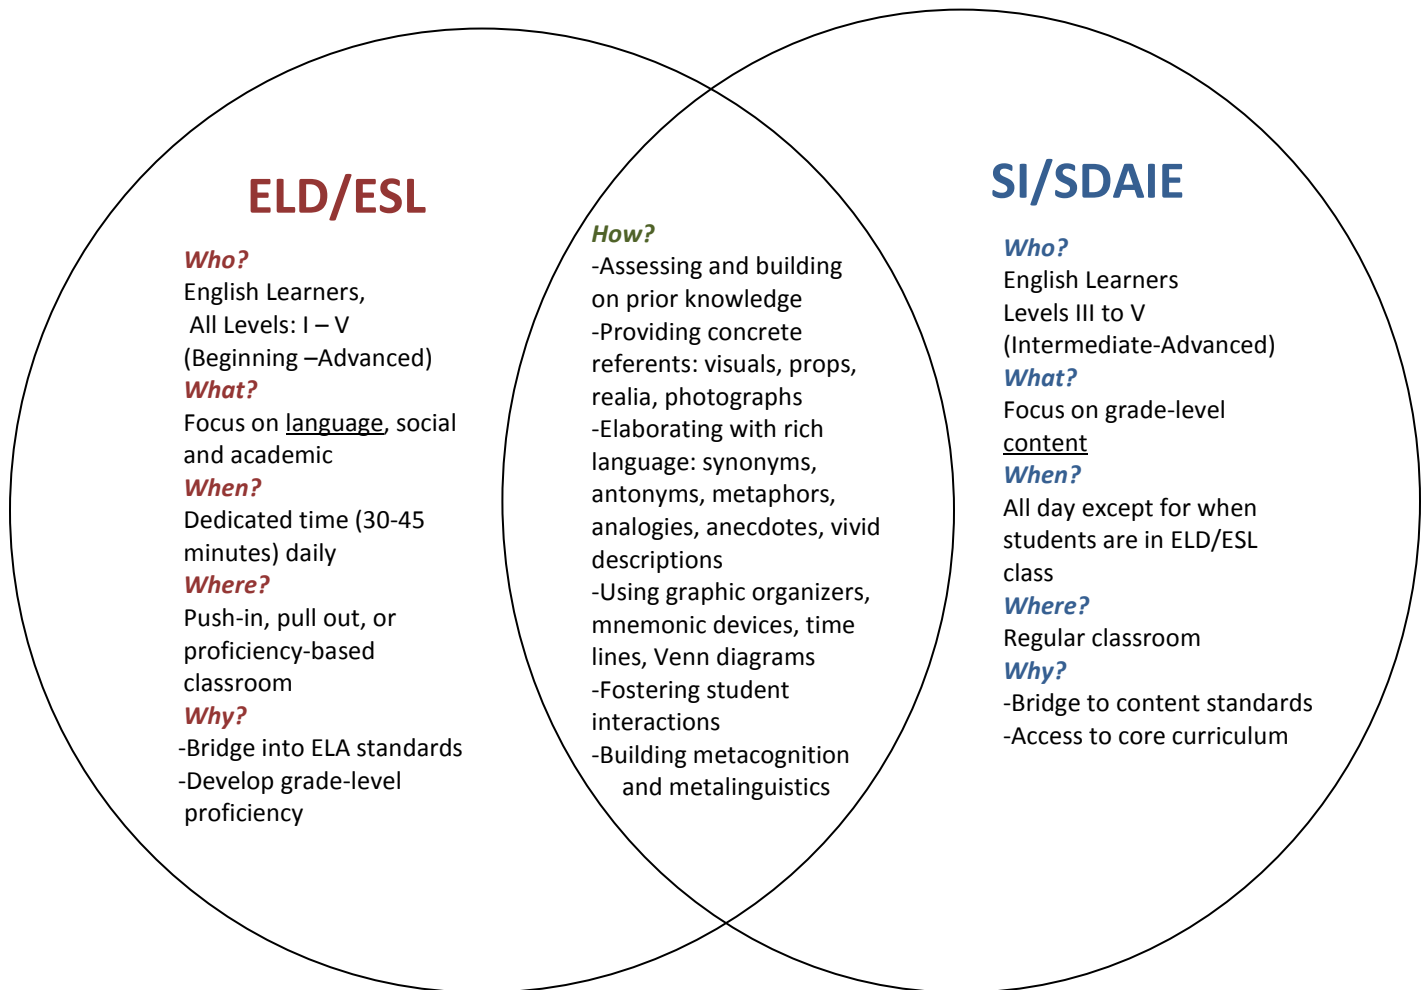 ELD/ESL
Who?
English Learners,
All Levels: I – V
(Beginning –Advanced)
What?
Focus on language, social
and academic
When?
Dedicated time (30-45
minutes) daily
Where?
Push-in, pull out, or
proficiency-based
classroom
Why?
-Bridge into ELA standards
-Develop grade-level
proficiency
How?
-Assessing and building
on prior knowledge
-Providing concrete
referents: visuals, props,
realia, photographs
-Elaborating with rich
language: synonyms,
antonyms, metaphors,
analogies, anecdotes, vivid
descriptions
-Using graphic organizers,
mnemonic devices, time
lines, Venn diagrams
-Fostering student
interactions
-Building metacognition
and metalinguistics
SI/SDAIE
Who?
English Learners
Levels III to V
(Intermediate-Advanced)
What?
Focus on grade-level
content
When?
All day except for when
students are in ELD/ESL
class
Where?
Regular classroom
Why?
-Bridge to content standards
-Access to core curriculum